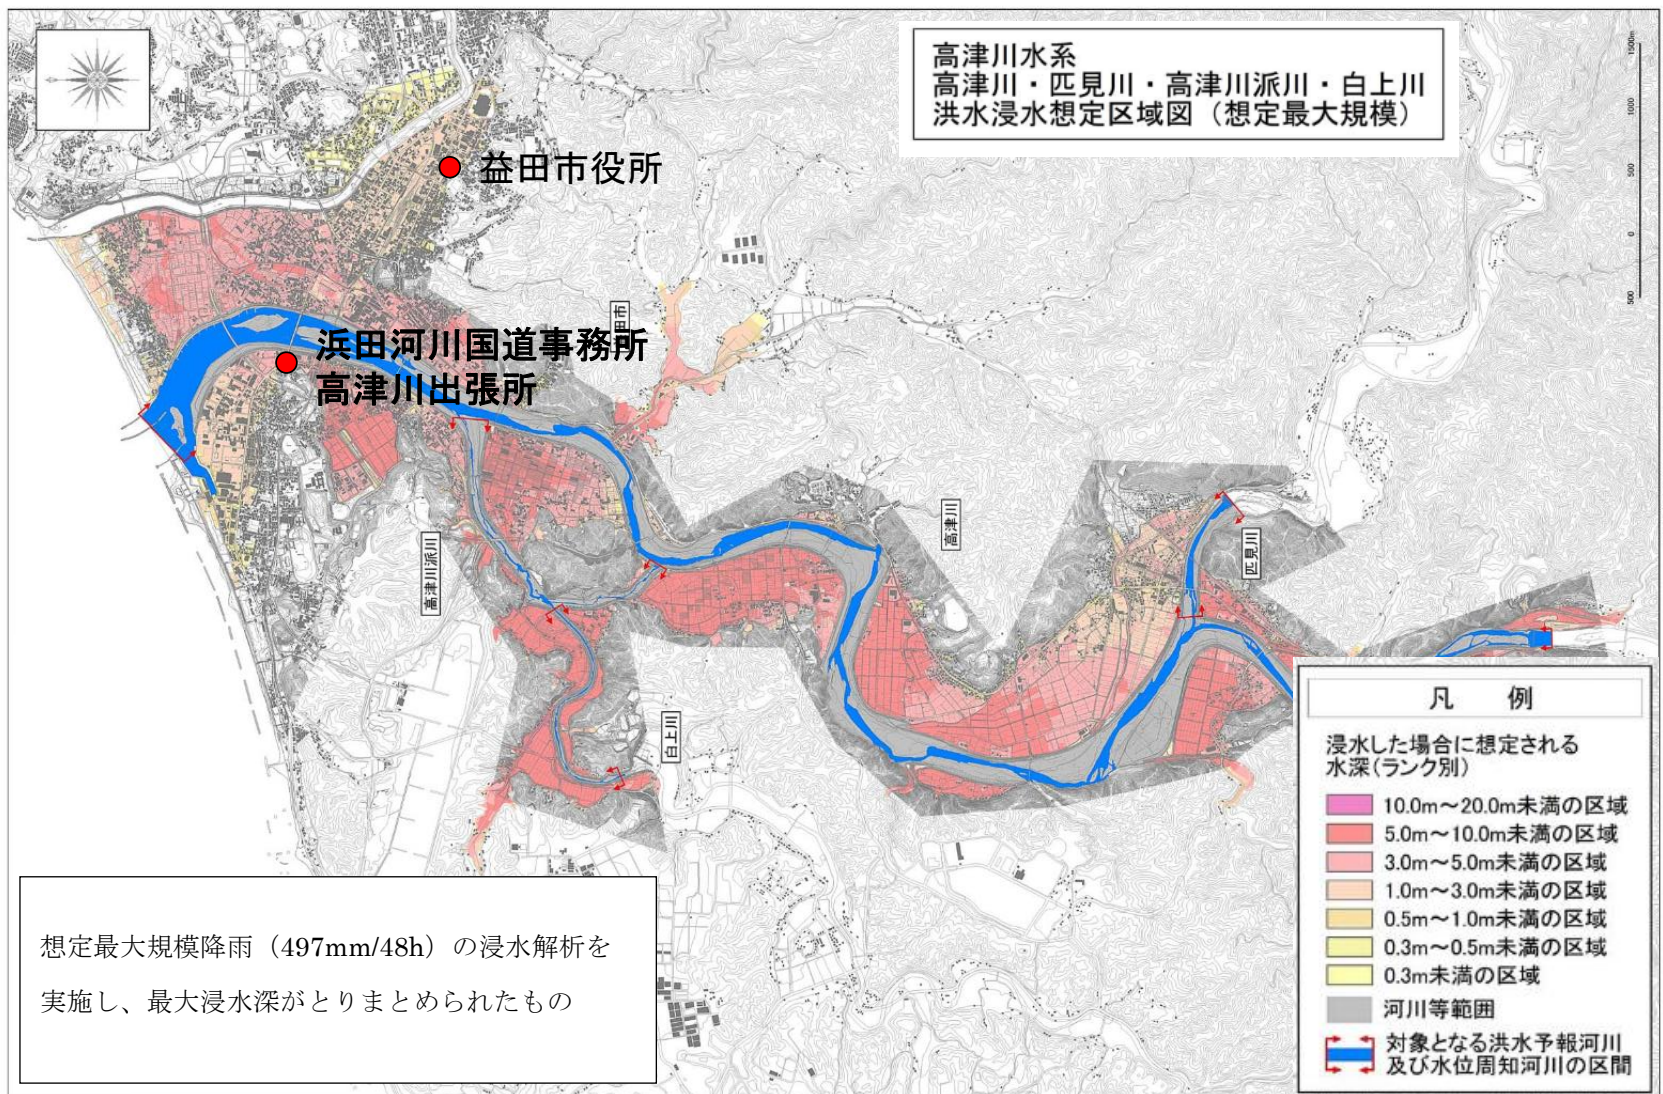 高津川水系
高津川・匹見川・高津川派川・白上川
洪水浸水想定区域図（想定最大規模）
1500m
1000
500
0
500
益田市役所
田市
浜田河川国道事務所
高津川出張所
高津川派川
高津川
匹見川
白上川
想定最大規模降雨（497mm/48h）の浸水解析を
実施し、最大浸水深がとりまとめられたもの
凡 例
浸水した場合に想定される
水深(ランク別)
10.0m～20.0m未満の区域
5.0m～10.0m未満の区域
3.0m～5.0m未満の区域
1.0m～3.0m未満の区域
0.5m～1.0m未満の区域
0.3m～0.5m未満の区域
0.3m未満の区域
河川等範囲
対象となる洪水予報河川
及び水位周知河川の区間